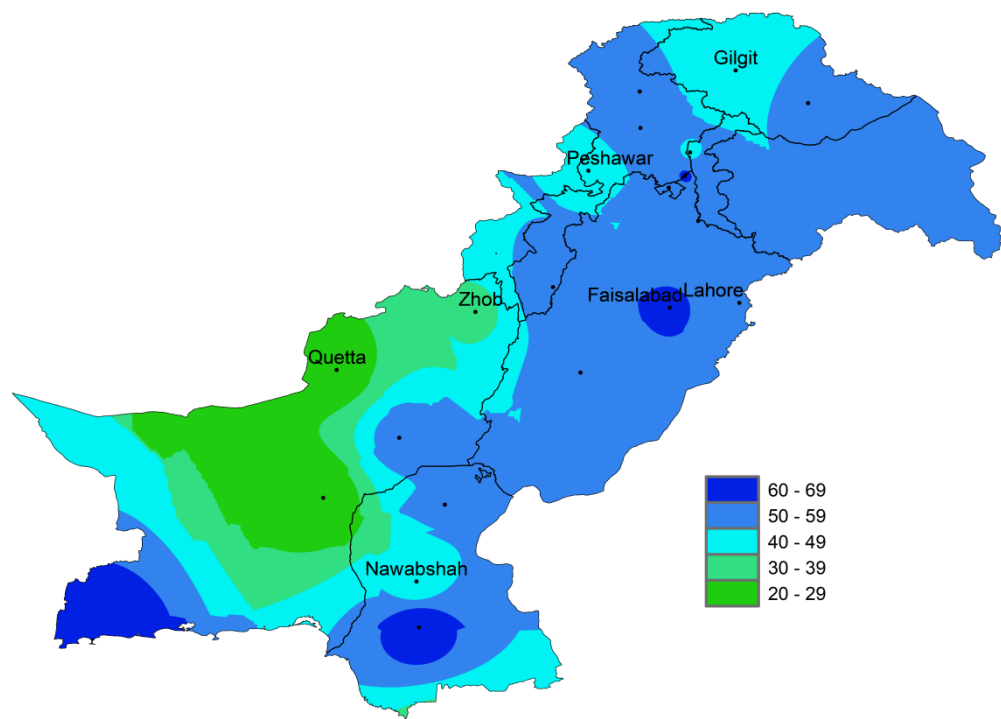 Gilgit
Peshawar
Zhob
Faisalabad
Lahore
Quetta
Nawabshah
60 - 69
50 - 59
40 - 49
30 - 39
20 - 29